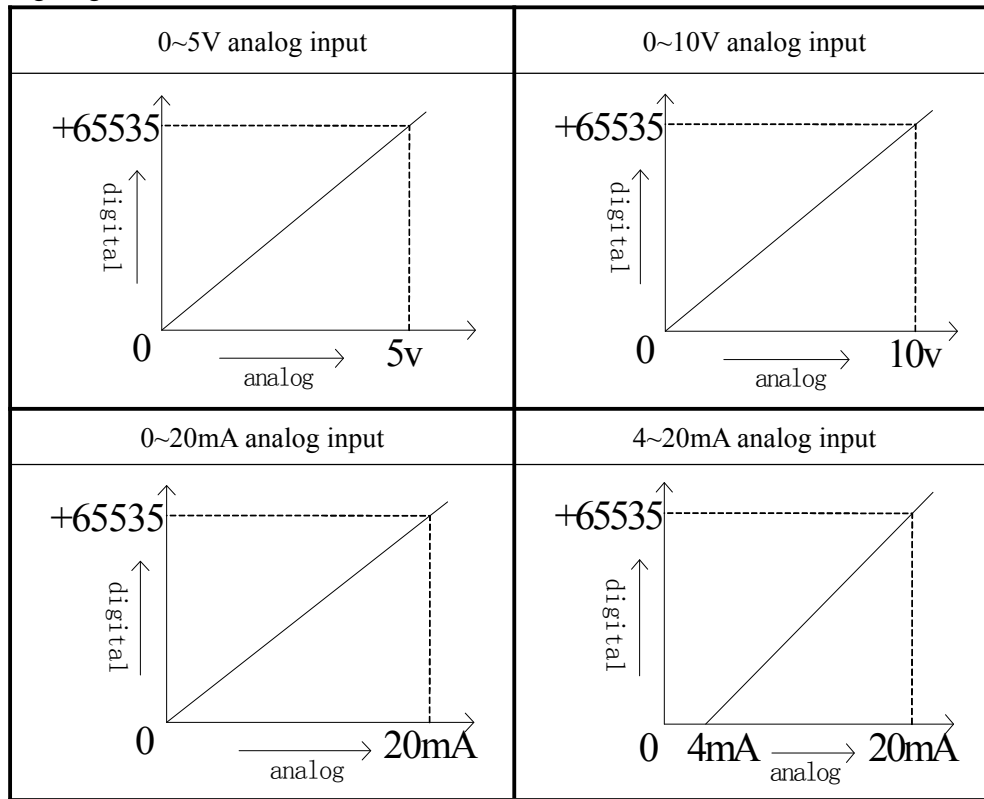 0~5V analog input
0~10V analog input
+65535
digital
0
5v
analog
+65535
digital
0
10v
analog
0~20mA analog input
4~20mA analog input
+65535
digital
0
20mA
analog
+65535
digital
0
4mA
20mA
analog